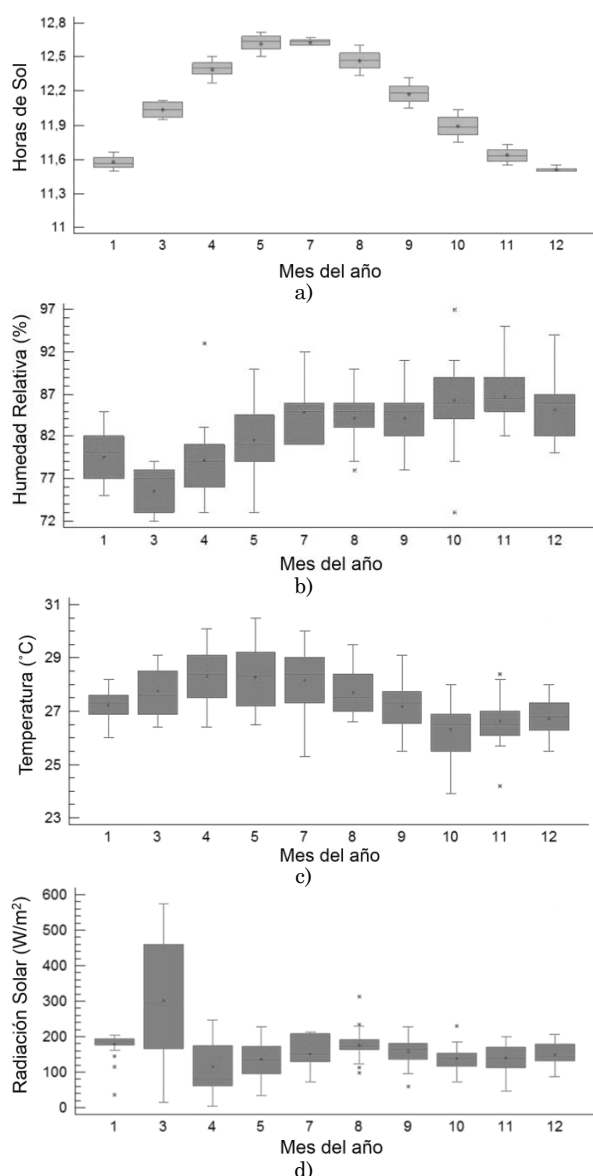 12,8
12,5
12,2
11,9
11,6
11,3
11
Horas de Sol
1 3 4 5 7 8 9 10 11 12
Mes del año
a)
97
92
87
82
77
72
Humedad Relativa (%)
1 3 4 5 7 8 9 10 11 12
Mes del año
b)
31
29
27
25
23
Temperatura (°C)
1 3 4 5 7 8 9 10 11 12
Mes del año
c)
600
500
400
300
200
100
0
Radiación Solar (W/m²)
1 3 4 5 7 8 9 10 11 12
Mes del año
d)